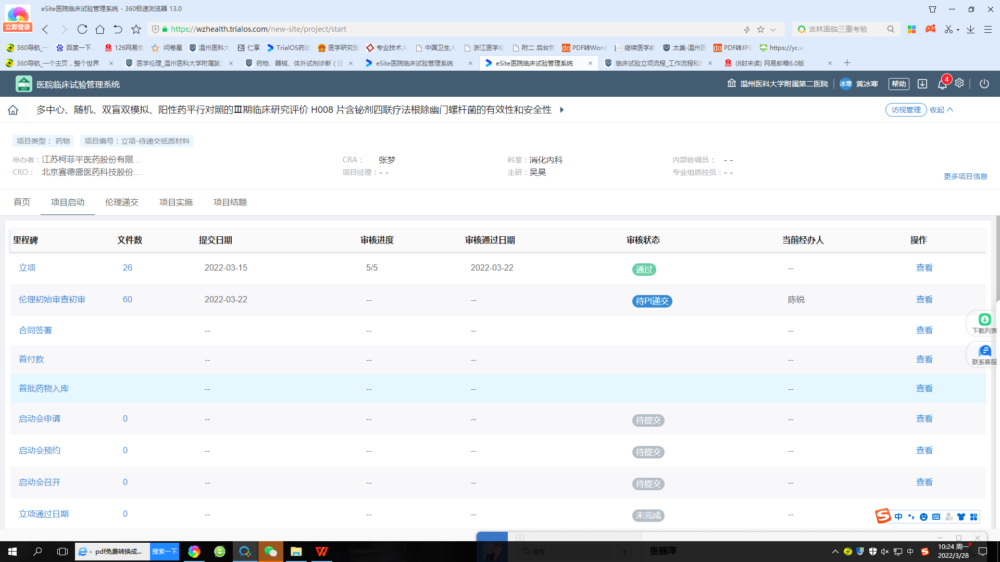 eSite医院临床试验管理系统 - 360极速浏览器 13.0
立即登录
https://wzhealth.trialos.com/new-site/project/start
吉林面临三重考验
360导航_一
百度一下，
126网易免
问卷星
温州医科大
仁享
TrialOS药试
医学研究登
专业技术人
中国卫生人
浙江医学伦
附二 后台管
PDF转Word
继续医学教
太美-温州医
PDF转JPG
https://yc.w
360导航_一个主页，整个世界
医学伦理_温州医科大学附属第二
药物、器械、体外试剂诊断（注
eSite医院临床试验管理系统
eSite医院临床试验管理系统
临床试验立项流程_工作流程和
(8封未读) 网易邮箱6.0版
GCP
医院临床试验管理系统
温州医科大学附属第二医院
冰寒 黄冰寒
帮助
4
多中心、随机、双盲双模拟、阳性药平行对照的Ⅲ期临床研究评价 H008 片含铋剂四联疗法根除幽门螺杆菌的有效性和安全性
访视管理 收起
项目类型： 药物 项目编号：立项-待递交纸质材料
申办者：江苏柯菲平医药股份有限... CRA： 张梦 科室：消化内科 内部协调员： - -
CRO： 北京赛德盛医药科技股份... 项目经理：- - 主研：吴昊 专业组质控员：- -
更多项目信息
首页 项目启动 伦理递交 项目实施 项目结题
里程碑 文件数 提交日期 审核进度 审核通过日期 审核状态 当前经办人 操作
立项 26 2022-03-15 5/5 2022-03-22 通过 -- 查看
伦理初始审查初审 60 2022-03-22 -- -- 待PI递交 陈锐 查看
合同签署 -- -- -- -- 查看
首付款 -- -- -- -- 查看
首批药物入库 -- -- -- -- 查看
启动会申请 0 -- -- -- 待提交 -- 查看
启动会预约 0 -- -- -- 待提交 -- 查看
启动会召开 0 -- -- -- 待提交 -- 查看
立项通过日期 0 -- -- -- 未完成 --
下载列表
联系客服
中
搜索
张丽萍
pdf免费转换成... 搜索一下
中
10:24 周一
2022/3/28